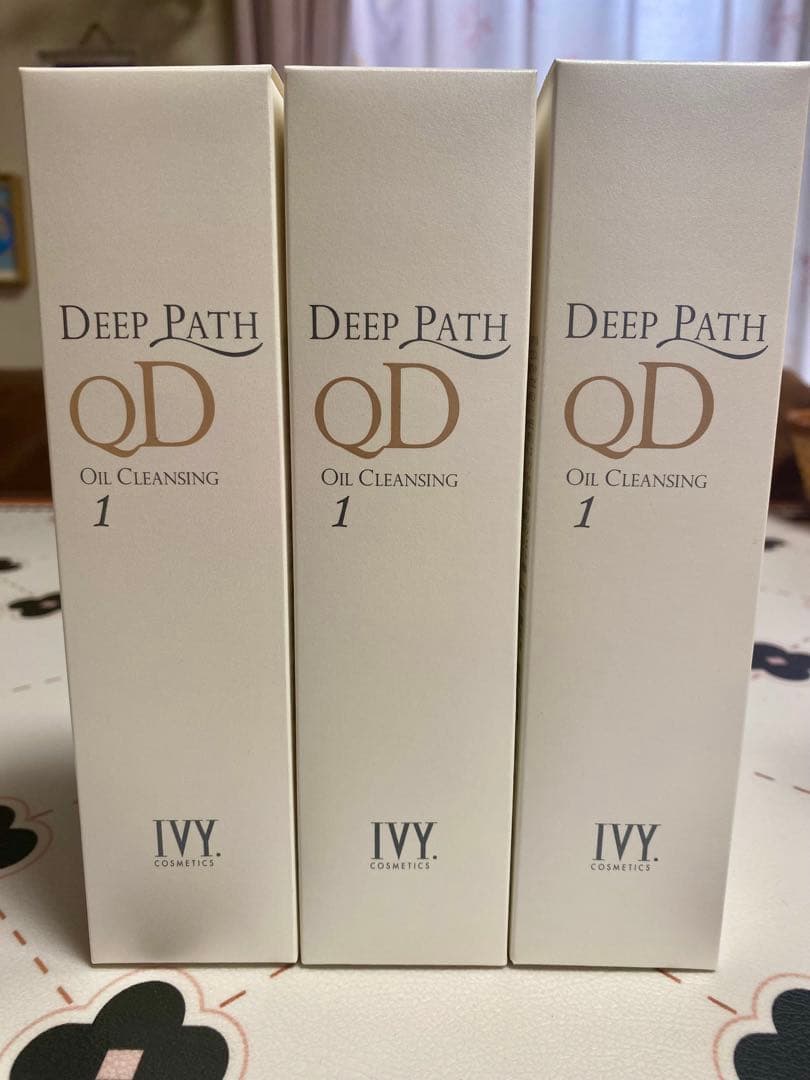 DEEP PATH
QD
OIL CLEANSING
1
IVY.
COSMETICS
DEEP PATH
QD
OIL CLEANSING
1
IVY.
COSMETICS
DEEP PATH
QD
OIL CLEANSING
1
IVY.
COSMETICS